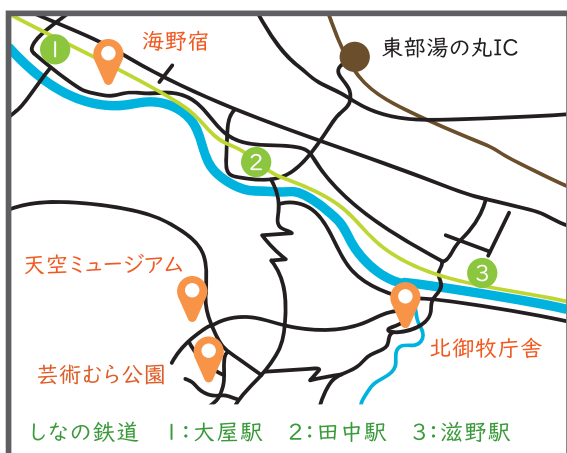 海野宿
東部湯の丸IC
1
2
天空ミュージアム
3
北御牧庁舎
芸術むら公園
しなの鉄道 1:大屋駅 2:田中駅 3:滋野駅